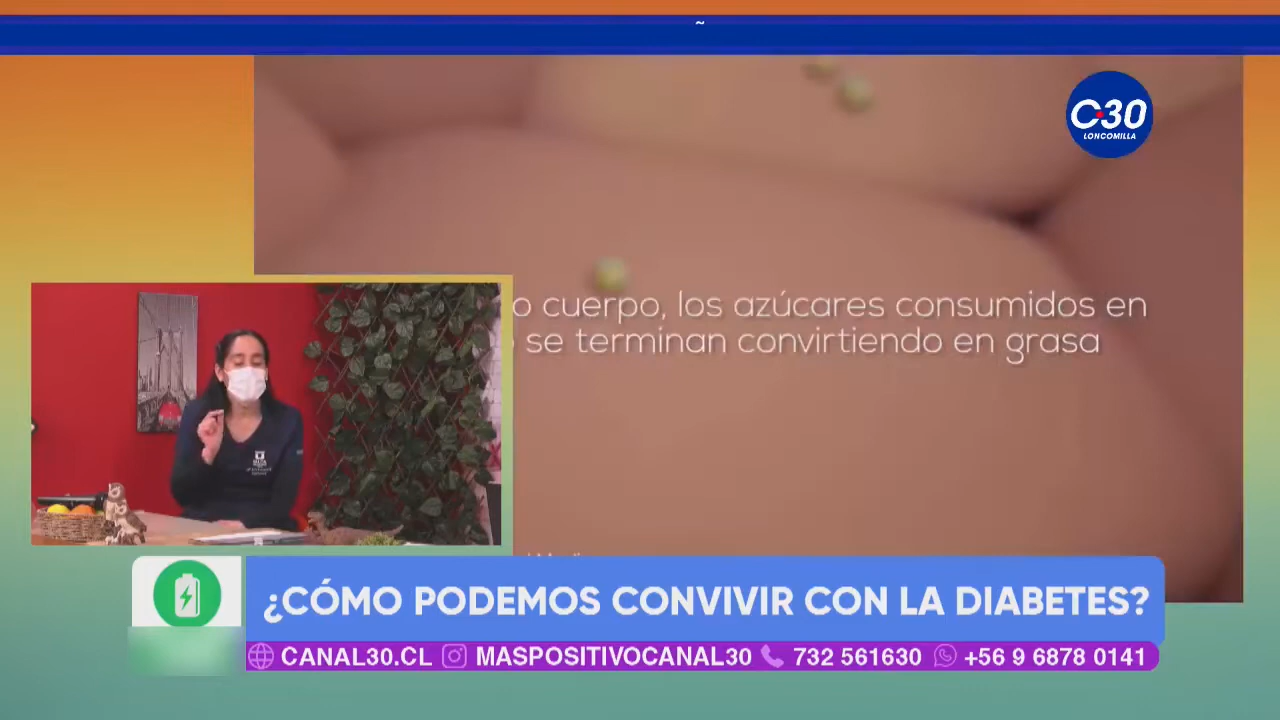 C30
LONCOMILLA
o cuerpo, los azúcares consumidos en
se terminan convirtiendo en grasa
¿CÓMO PODEMOS CONVIVIR CON LA DIABETES?
CANAL30.CL MASPOSITIVOCANAL30 732 561630 +56 9 6878 0141